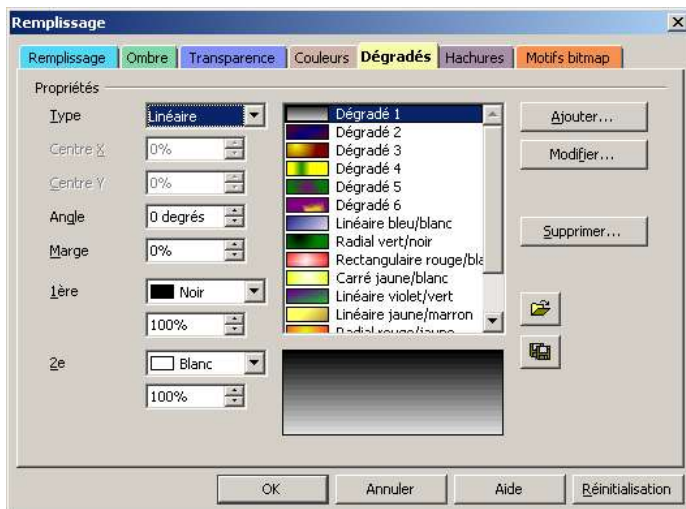 Remplissage
Remplissage Ombre Transparence Couleurs Dégradés Hachures Motifs bitmap
Propriétés
Type Linéaire
Centre X 0%
Centre Y 0%
Angle 0 degrés
Marge 0%
1ère Noir
100%
2e Blanc
100%
Dégradé 1
Dégradé 2
Dégradé 3
Dégradé 4
Dégradé 5
Dégradé 6
Linéaire bleu/blanc
Radial vert/noir
Rectangulaire rouge/bla
Carré jaune/blanc
Linéaire violet/vert
Linéaire jaune/marron
Radial rouge/jaune
Ajouter...
Modifier...
Supprimer...
OK Annuler Aide Réinitialisation